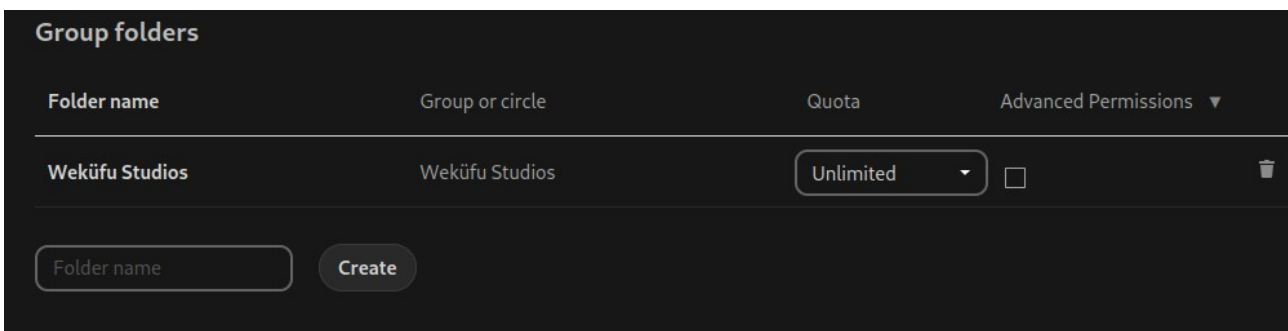 Group folders
Folder name Group or circle Quota Advanced Permissions ▼
Weküfu Studios Weküfu Studios Unlimited
Folder name Create